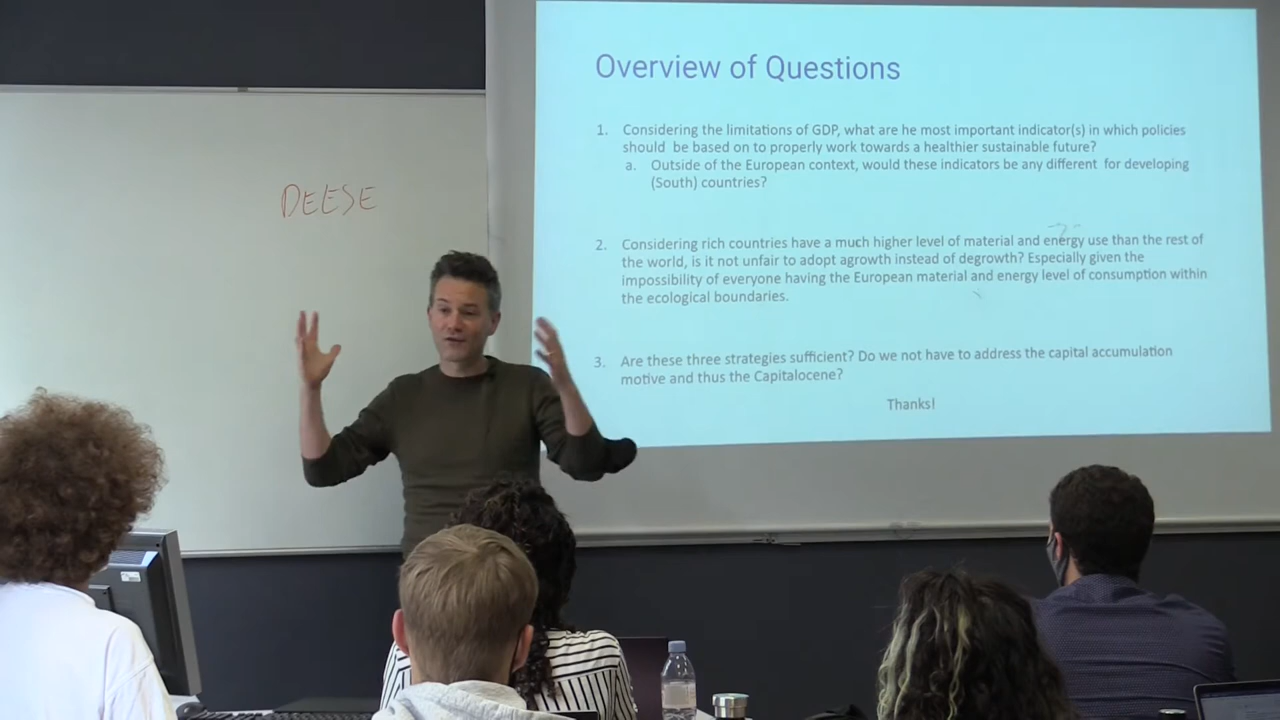 DEESE
Overview of Questions
1. Considering the limitations of GDP, what are he most important indicator(s) in which policies
should be based on to properly work towards a healthier sustainable future?
a. Outside of the European context, would these indicators be any different for developing
(South) countries?
2. Considering rich countries have a much higher level of material and energy use than the rest of
the world, is it not unfair to adopt agrowth instead of degrowth? Especially given the
impossibility of everyone having the European material and energy level of consumption within
the ecological boundaries.
3. Are these three strategies sufficient? Do we not have to address the capital accumulation
motive and thus the Capitalocene?
Thanks!